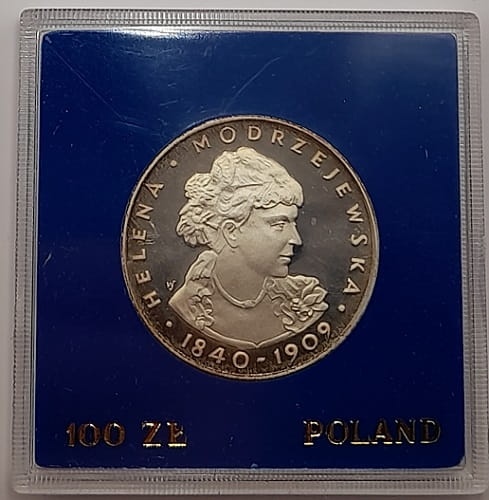 HELENA · MODRZEJEWSKA ·
1840-1909
100 ZŁ POLAND